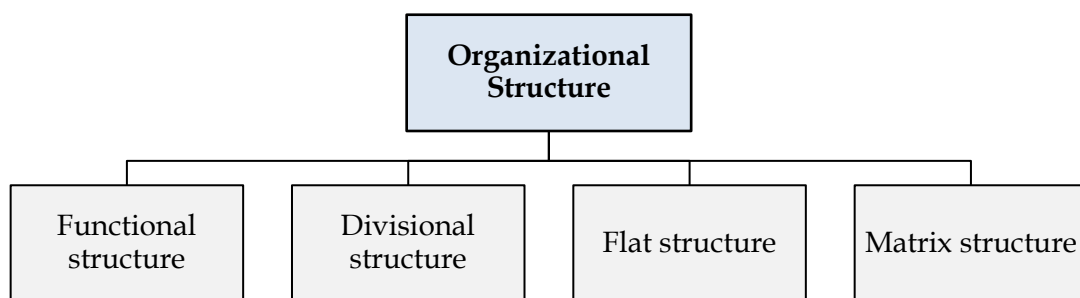 Organizational
Structure
Functional
structure
Divisional
structure
Flat structure
Matrix structure